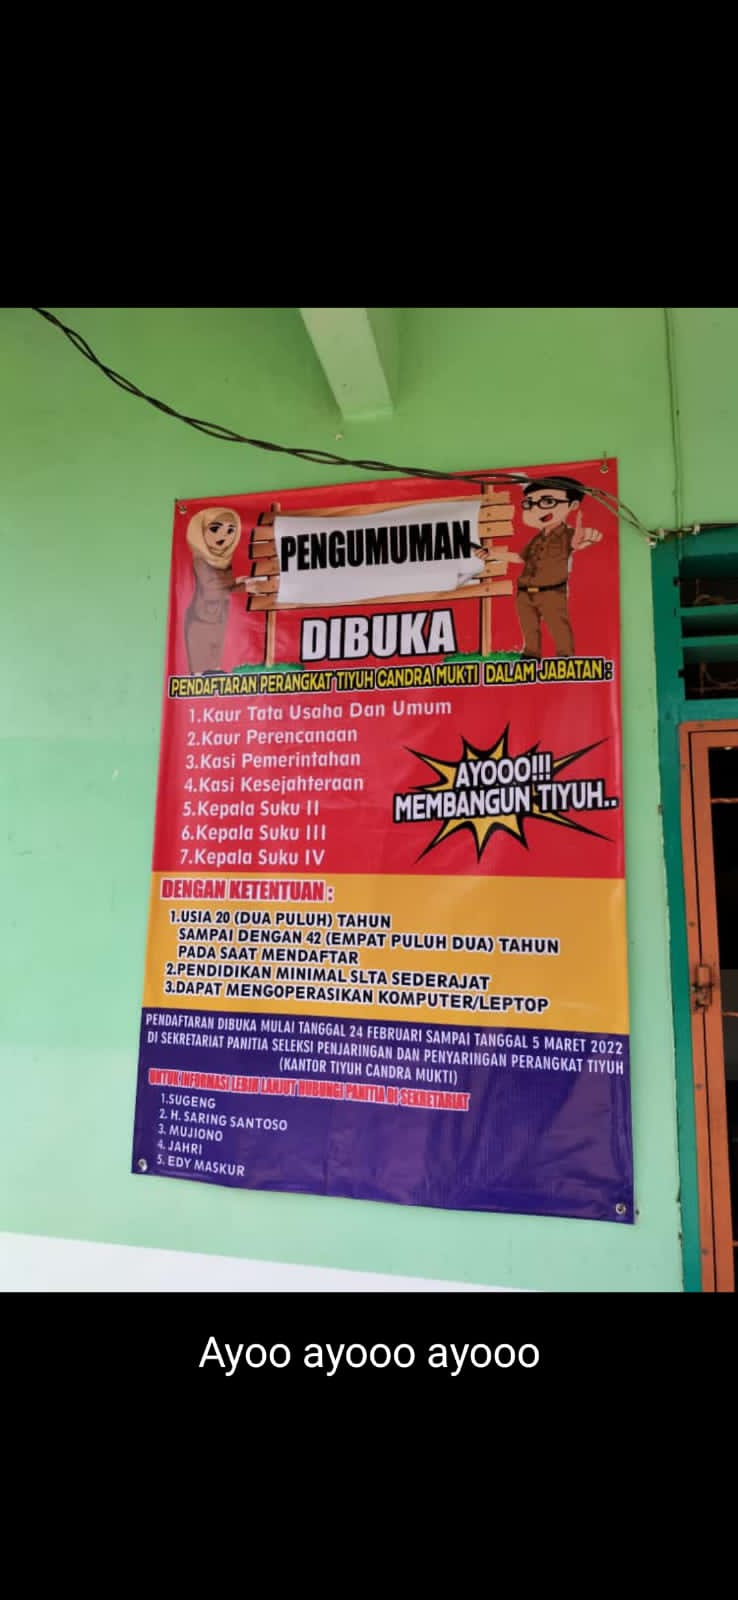 PENGUMUMAN
DIBUKA
PENDAFTARAN PERANGKAT TIYUH CANDRA MUKTI DALAM JABATAN:
1.Kaur Tata Usaha Dan Umum
2.Kaur Perencanaan
3.Kasi Pemerintahan
4.Kasi Kesejahteraan
5.Kepala Suku II
6.Kepala Suku III
7.Kepala Suku IV
AYOOO!!!
MEMBANGUN TIYUH..
DENGAN KETENTUAN :
1.USIA 20 (DUA PULUH) TAHUN
SAMPAI DENGAN 42 (EMPAT PULUH DUA) TAHUN
PADA SAAT MENDAFTAR
2.PENDIDIKAN MINIMAL SLTA SEDERAJAT
3.DAPAT MENGOPERASIKAN KOMPUTER/LEPTOP
PENDAFTARAN DIBUKA MULAI TANGGAL 24 FEBRUARI SAMPAI TANGGAL 5 MARET 2022
DI SEKRETARIAT PANITIA SELEKSI PENJARINGAN DAN PENYARINGAN PERANGKAT TIYUH
(KANTOR TIYUH CANDRA MUKTI)
UNTUK INFORMASI LEBIH LANJUT HUBUNGI PANITIA DI SEKRETARIAT
1.SUGENG
2. H. SARING SANTOSO
3. MUJIONO
4. JAHRI
5. EDY MASKUR
Ayoo ayooo ayooo